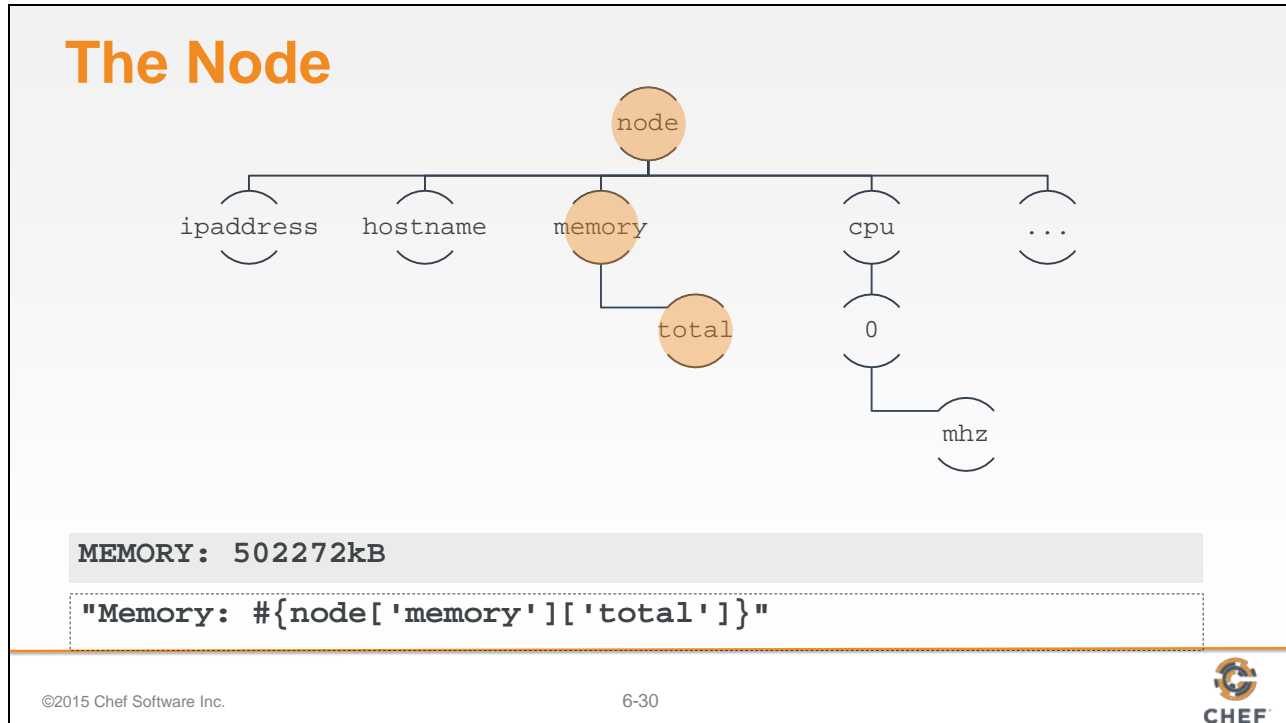 The Node
node
ipaddress hostname memory cpu ...
total 0
mhz
MEMORY: 502272kB
"Memory: #{node['memory']['total']}"
©2015 Chef Software Inc. 6-30
CHEF